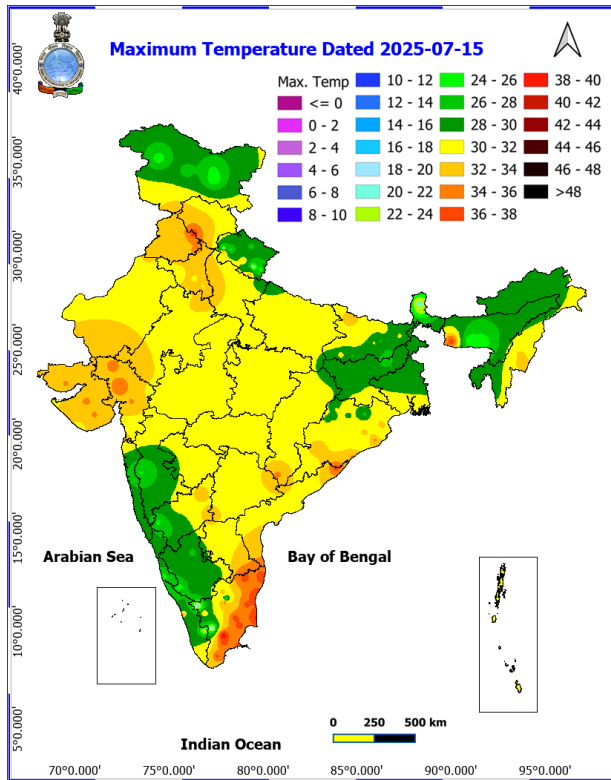 Maximum Temperature Dated 2025-07-15
Max. Temp
<= 0
0 - 2
2 - 4
4 - 6
6 - 8
8 - 10
10 - 12
12 - 14
14 - 16
16 - 18
18 - 20
20 - 22
22 - 24
24 - 26
26 - 28
28 - 30
30 - 32
32 - 34
34 - 36
36 - 38
38 - 40
40 - 42
42 - 44
44 - 46
46 - 48
>48
40°0.000'
35°0.000'
30°0.000'
25°0.000'
20°0.000'
15°0.000'
10°0.000'
5°0.000'
Arabian Sea
Bay of Bengal
0 250 500 km
Indian Ocean
70°0.000' 75°0.000' 80°0.000' 85°0.000' 90°0.000' 95°0.000'